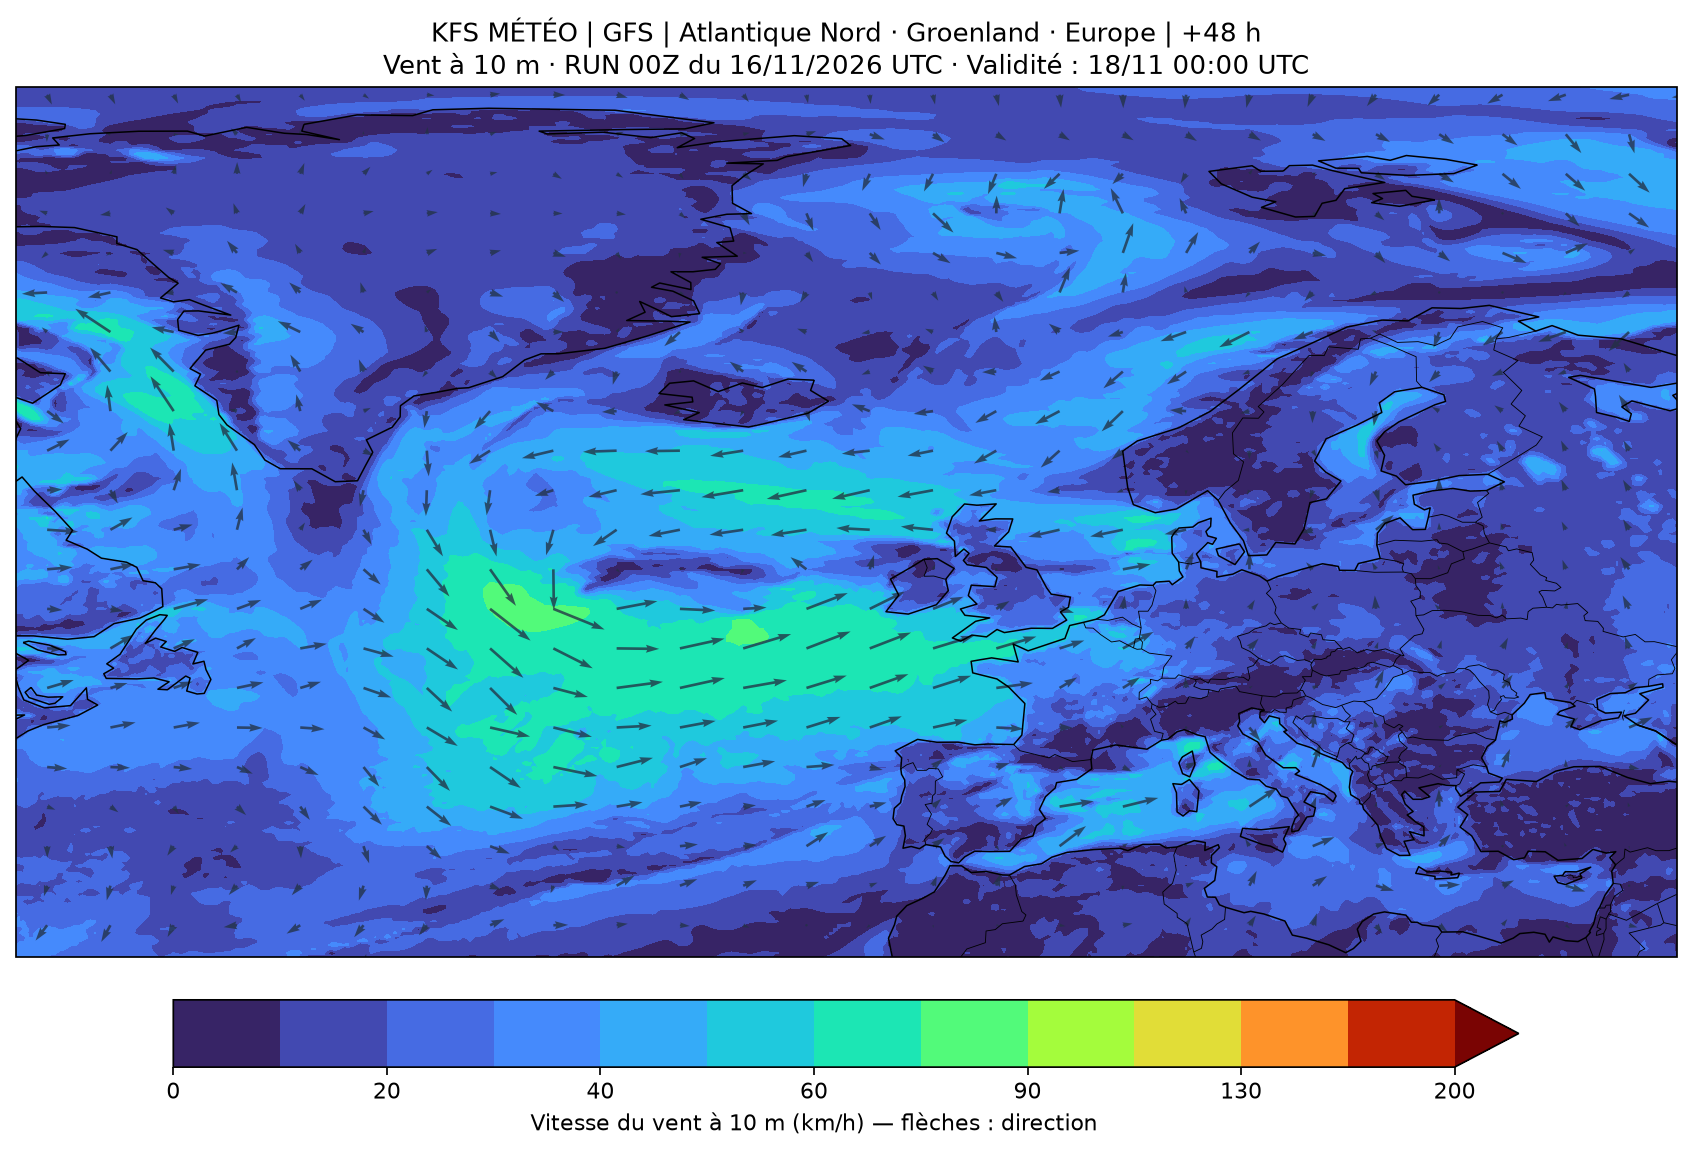 KFS MÉTÉO | GFS | Atlantique Nord · Groenland · Europe | +48 h
Vent à 10 m · RUN 00Z du 16/11/2026 UTC · Validité : 18/11 00:00 UTC
0 20 40 60 90 130 200
Vitesse du vent à 10 m (km/h) — flèches : direction